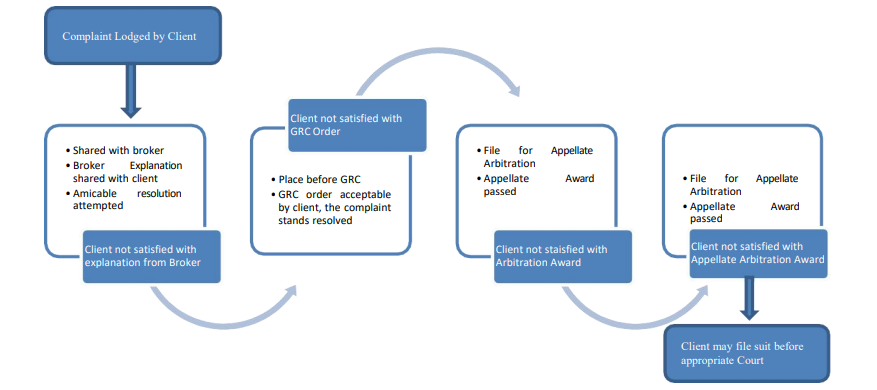 Complaint Lodged by Client
• Shared with broker
• Broker Explanation
shared with client
• Amicable resolution
attempted
Client not satisfied with
explanation from Broker
Client not satisfied with
GRC Order
• Place before GRC
• GRC order acceptable
by client, the complaint
stands resolved
• File for Appellate
Arbitration
• Appellate Award
passed
Client not staisfied with
Arbitration Award
• File for Appellate
Arbitration
• Appellate Award
passed
Client not satisfied with
Appellate Arbitration Award
Client may file suit before
appropriate Court